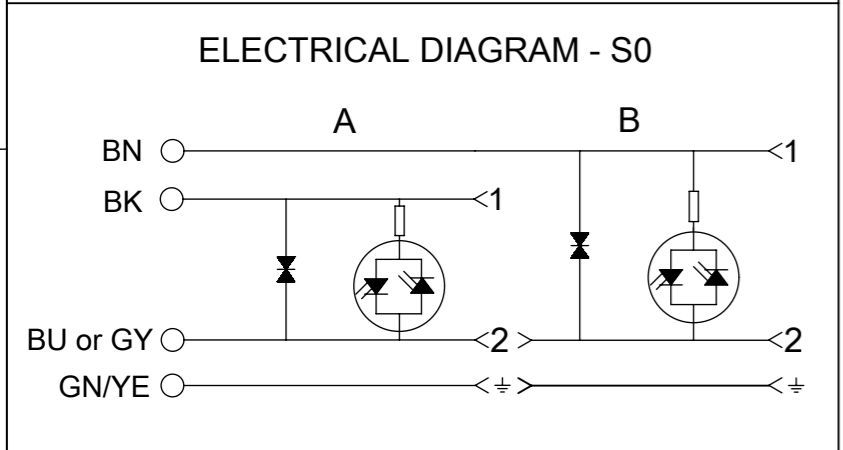 ELECTRICAL DIAGRAM - S0
A B
BN 1
BK 1
BU or GY 2 2
GN/YE